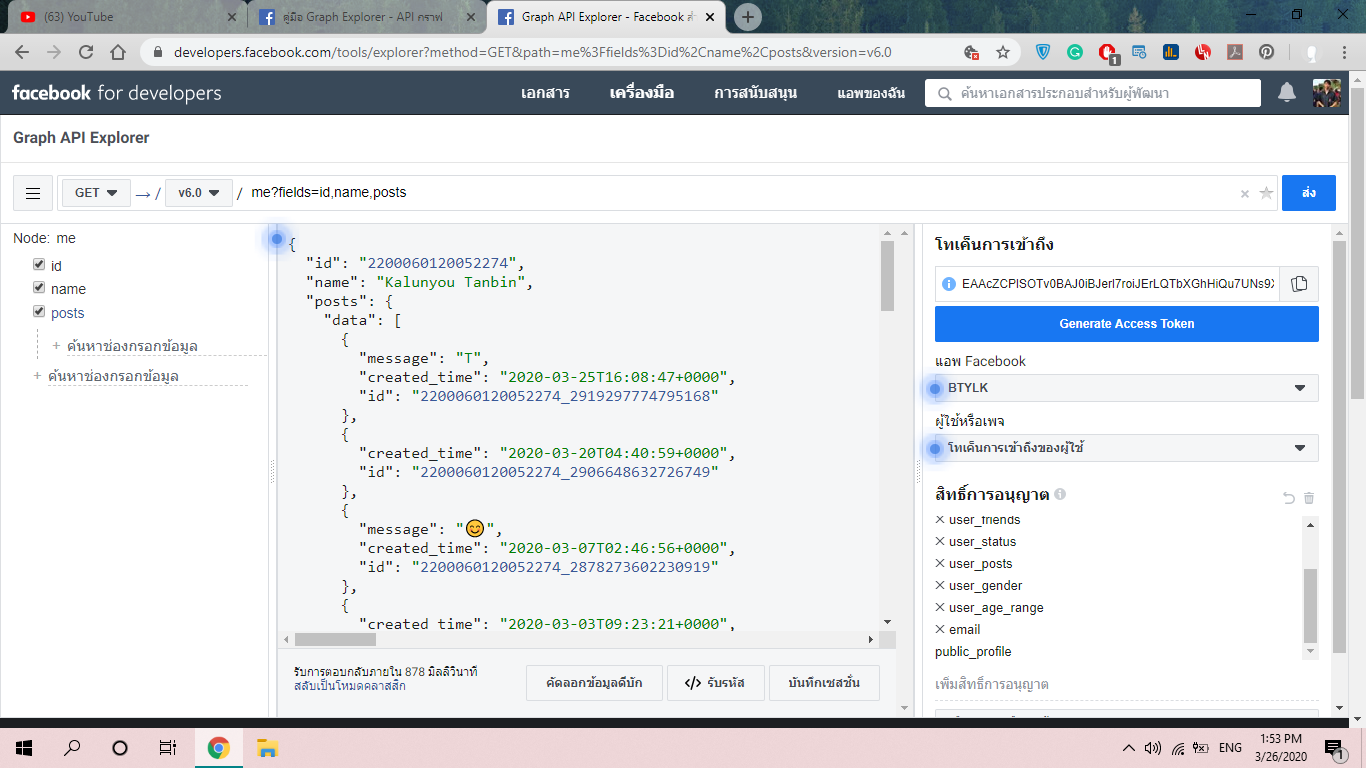 (63) YouTube
คู่มือ Graph Explorer - API กราฟ
Graph API Explorer - Facebook สำ
developers.facebook.com/tools/explorer?method=GET&path=me%3Ffields%3Did%2Cname%2Cposts&version=v6.0
facebook for developers
เอกสาร
เครื่องมือ
การสนับสนุน
แอพของฉัน
ค้นหาเอกสารประกอบสำหรับผู้พัฒนา
Graph API Explorer
GET
→ /
v6.0
/
me?fields=id,name,posts
ส่ง
Node: me
id
name
posts
+ ค้นหาช่องกรอกข้อมูล
+ ค้นหาช่องกรอกข้อมูล
{
"id": "2200060120052274",
"name": "Kalunyou Tanbin",
"posts": {
"data": [
{
"message": "T",
"created_time": "2020-03-25T16:08:47+0000",
"id": "2200060120052274_2919297774795168"
},
{
"created_time": "2020-03-20T04:40:59+0000",
"id": "2200060120052274_2906648632726749"
},
{
"message": "😊",
"created_time": "2020-03-07T02:46:56+0000",
"id": "2200060120052274_2878273602230919"
},
{
"created_time": "2020-03-03T09:23:21+0000",
รับการตอบกลับภายใน 878 มิลลิวินาที
สลับเป็นโหมดคลาสสิก
คัดลอกข้อมูลดีบัก
</> รับรหัส
บันทึกเซสชั่น
โทเค็นการเข้าถึง
EAAcZCPISOTv0BAJ0iBJerl7roiJErLQTbXGhHiQu7UNs9X
Generate Access Token
แอพ Facebook
BTYLK
ผู้ใช้หรือเพจ
โทเค็นการเข้าถึงของผู้ใช้
สิทธิ์การอนุญาต
user_friends
user_status
user_posts
user_gender
user_age_range
email
public_profile
เพิ่มสิทธิ์การอนุญาต
ENG
1:53 PM
3/26/2020
1